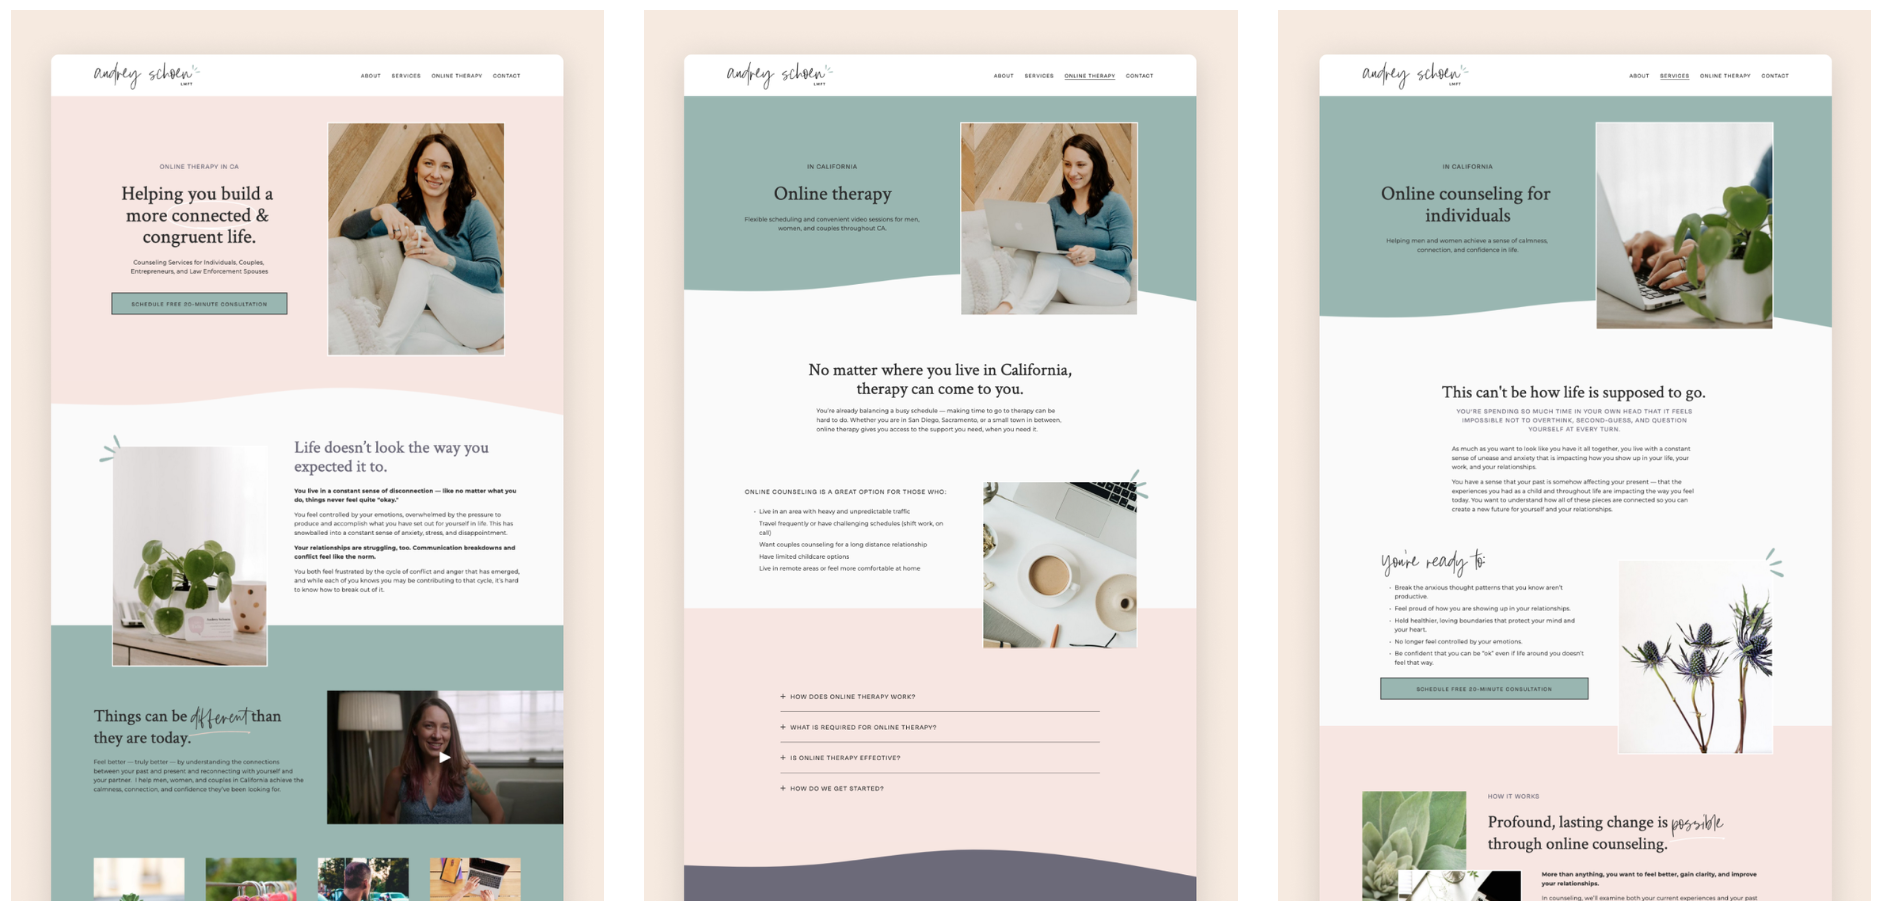 audrey schoen
LMFT
ABOUT SERVICES ONLINE THERAPY CONTACT
ONLINE THERAPY IN CA
Helping you build a
more connected &
congruent life.
Counseling Services for Individuals, Couples,
Entrepreneurs, and Law Enforcement Spouses
SCHEDULE FREE 20-MINUTE CONSULTATION
Life doesn't look the way you
expected it to.
You live in a constant sense of disconnection — like no matter what you
do, things never feel quite "okay."
You feel controlled by your emotions, overwhelmed by the pressure to
produce and accomplish what you have set out for yourself in life. This has
snowballed into a constant sense of anxiety, stress, and disappointment.
Your relationships are struggling, too. Communication breakdowns and
conflict feel like the norm.
You both feel frustrated by the cycle of conflict and anger that has emerged,
and while each of you knows you may be contributing to that cycle, it's hard
to know how to break out of it.
Things can be different than
they are today.
Feel better — truly better — by understanding the connections
between your past and present and reconnecting with yourself and
your partner. I help men, women, and couples in California achieve the
calmness, connection, and confidence they've been looking for.
audrey schoen
LMFT
ABOUT SERVICES ONLINE THERAPY CONTACT
IN CALIFORNIA
Online therapy
Flexible scheduling and convenient video sessions for men,
woman, and couples throughout CA.
No matter where you live in California,
therapy can come to you.
You're already balancing a busy schedule — making time to go to therapy can be
hard to do. Whether you are in San Diego, Sacramento, or a small town in between,
online therapy gives you access to the support you need, when you need it.
ONLINE COUNSELING IS A GREAT OPTION FOR THOSE WHO:
· Live in an area with heavy and unpredictable traffic
Travel frequently or have challenging schedules (shift work, on
call)
Want couples counseling for a long distance relationship
Have limited childcare options
Live in remote areas or feel more comfortable at home
+ HOW DOES ONLINE THERAPY WORK?
+ WHAT IS REQUIRED FOR ONLINE THERAPY?
+ IS ONLINE THERAPY EFFECTIVE?
+ HOW DO WE GET STARTED?
audrey schoen
LMFT
ABOUT SERVICES ONLINE THERAPY CONTACT
IN CALIFORNIA
Online counseling for
individuals
Helping men and women achieve a sense of calmness,
connection, and confidence in life.
This can't be how life is supposed to go.
YOU'RE SPENDING SO MUCH TIME IN YOUR OWN HEAD THAT IT FEELS
IMPOSSIBLE NOT TO OVERTHINK, SECOND-GUESS, AND QUESTION
YOURSELF AT EVERY TURN.
As much as you want to look like you have it all together, you live with a constant
sense of unease and anxiety that is impacting how you show up in your life, your
work, and your relationships.
You have a sense that your past is somehow affecting your present — that the
experiences you had as a child and throughout life are impacting the way you feel
today. You want to understand how all of these pieces are connected so you can
create a new future for yourself and your relationships.
you're ready to:
· Break the anxious thought patterns that you know aren't
productive.
· Feel proud of how you are showing up in your relationships.
· Hold healthier, loving boundaries that protect your mind and
your heart.
· No longer feel controlled by your emotions.
· Be confident that you can be "ok" even if life around you doesn't
feel that way.
SCHEDULE FREE 20-MINUTE CONSULTATION
HOW IT WORKS
Profound, lasting change is possible
through online counseling.
More than anything, you want to feel better, gain clarity, and improve
your relationships.
In counseling, we'll examine both your current experiences and your past